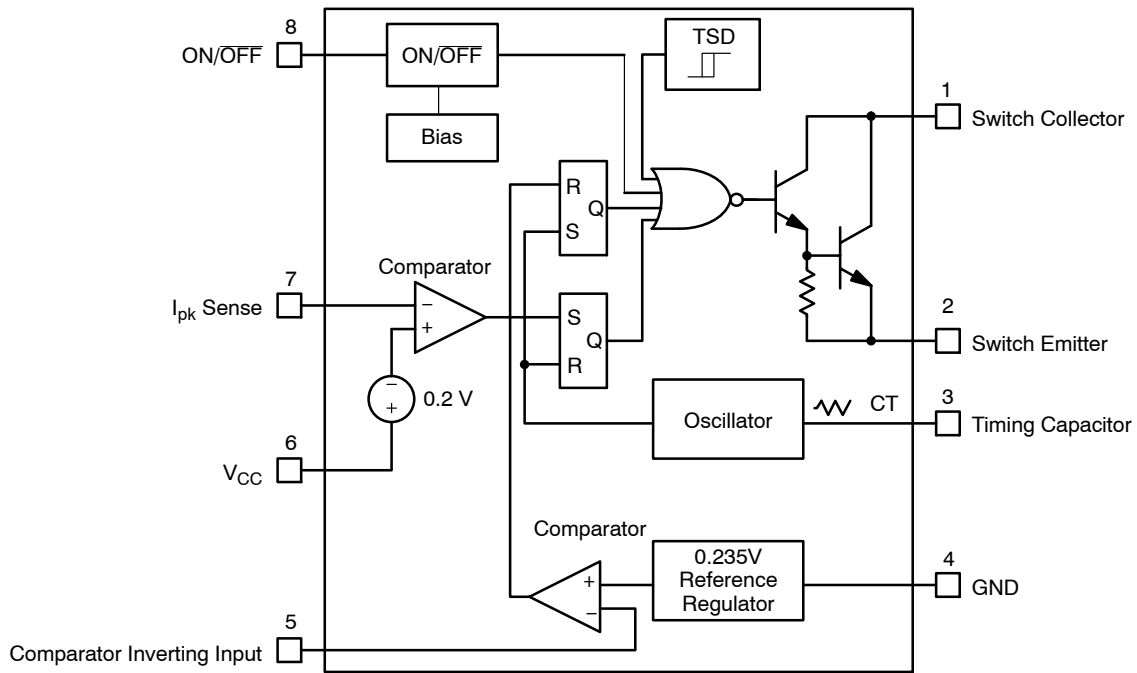 8
ON/OFF
ON/OFF
Bias
TSD
1
Switch Collector
R
Q
S
Comparator
7
Ipk Sense
−
+
S
Q
R
2
Switch Emitter
−
+
0.2 V
6
VCC
Oscillator
CT
3
Timing Capacitor
Comparator
+
−
0.235V
Reference
Regulator
4
GND
5
Comparator Inverting Input